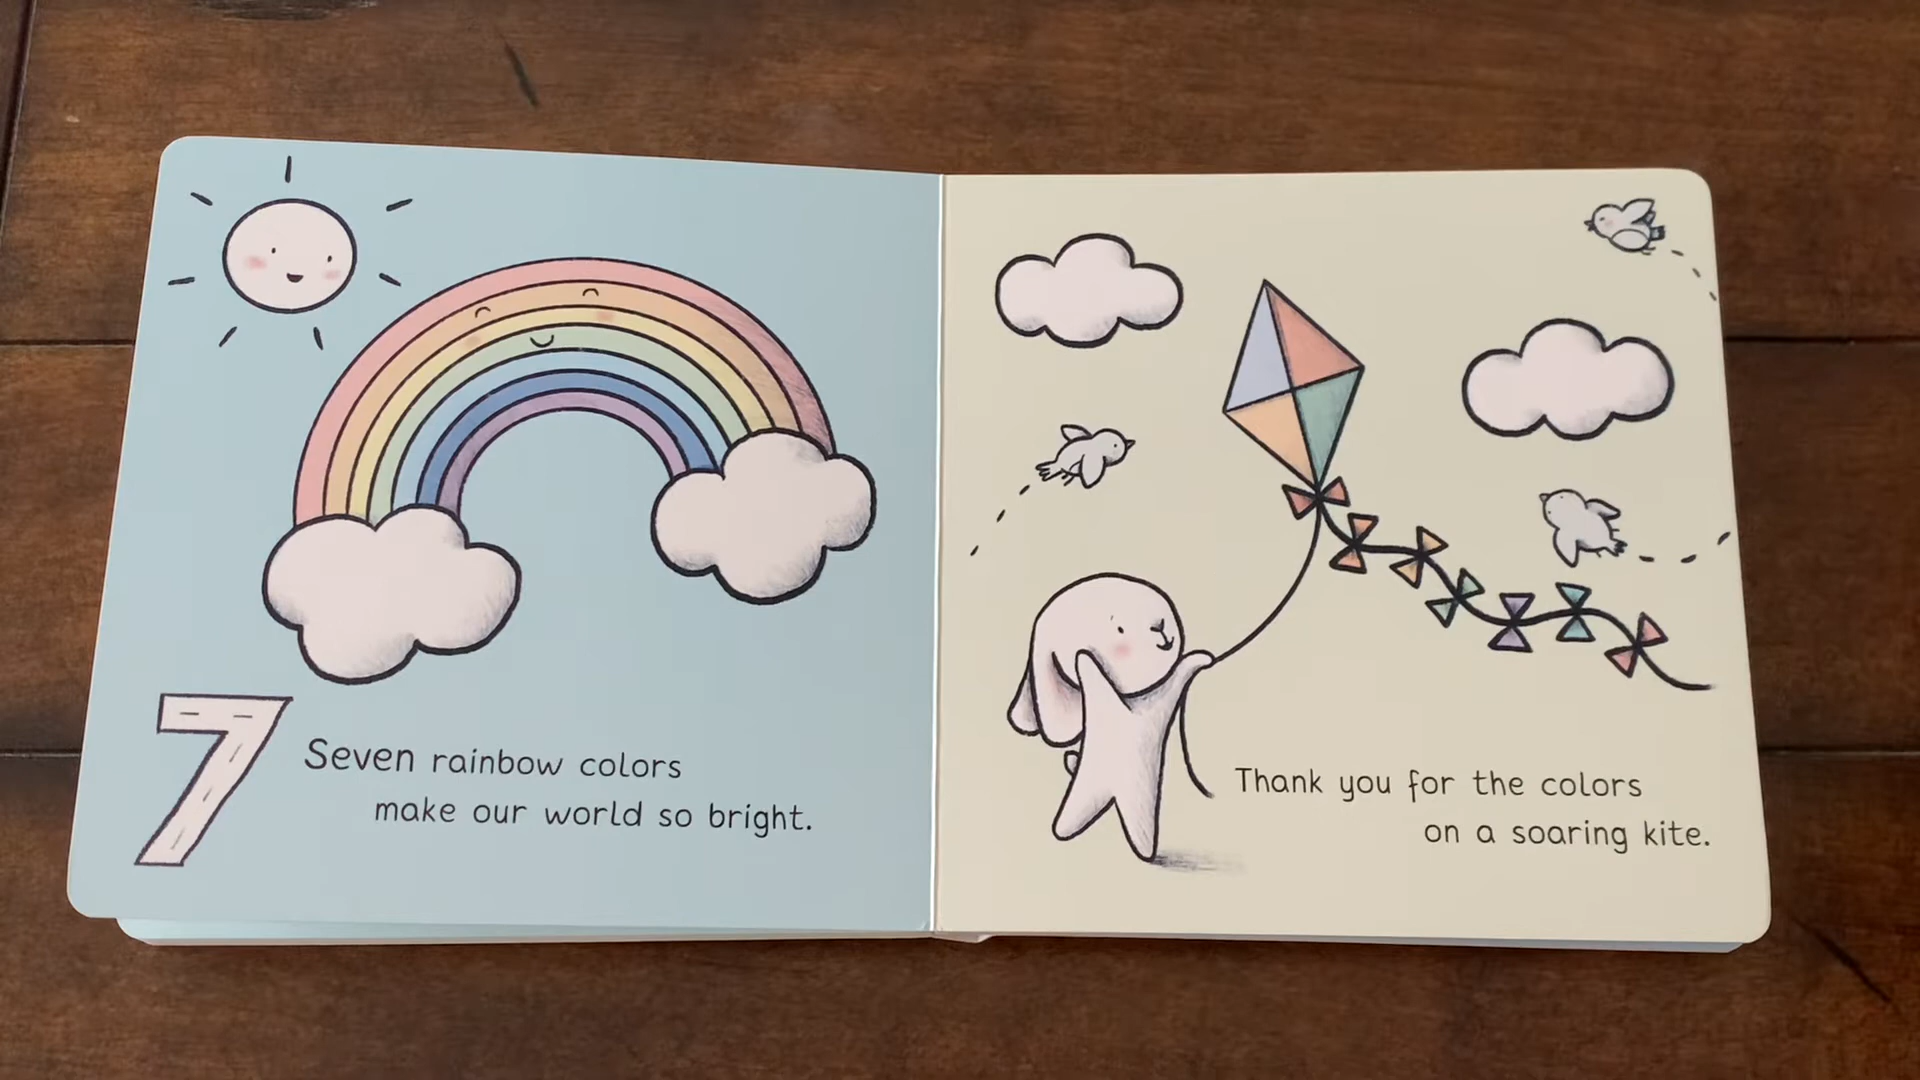 7
Seven rainbow colors
make our world so bright.
Thank you for the colors
on a soaring kite.